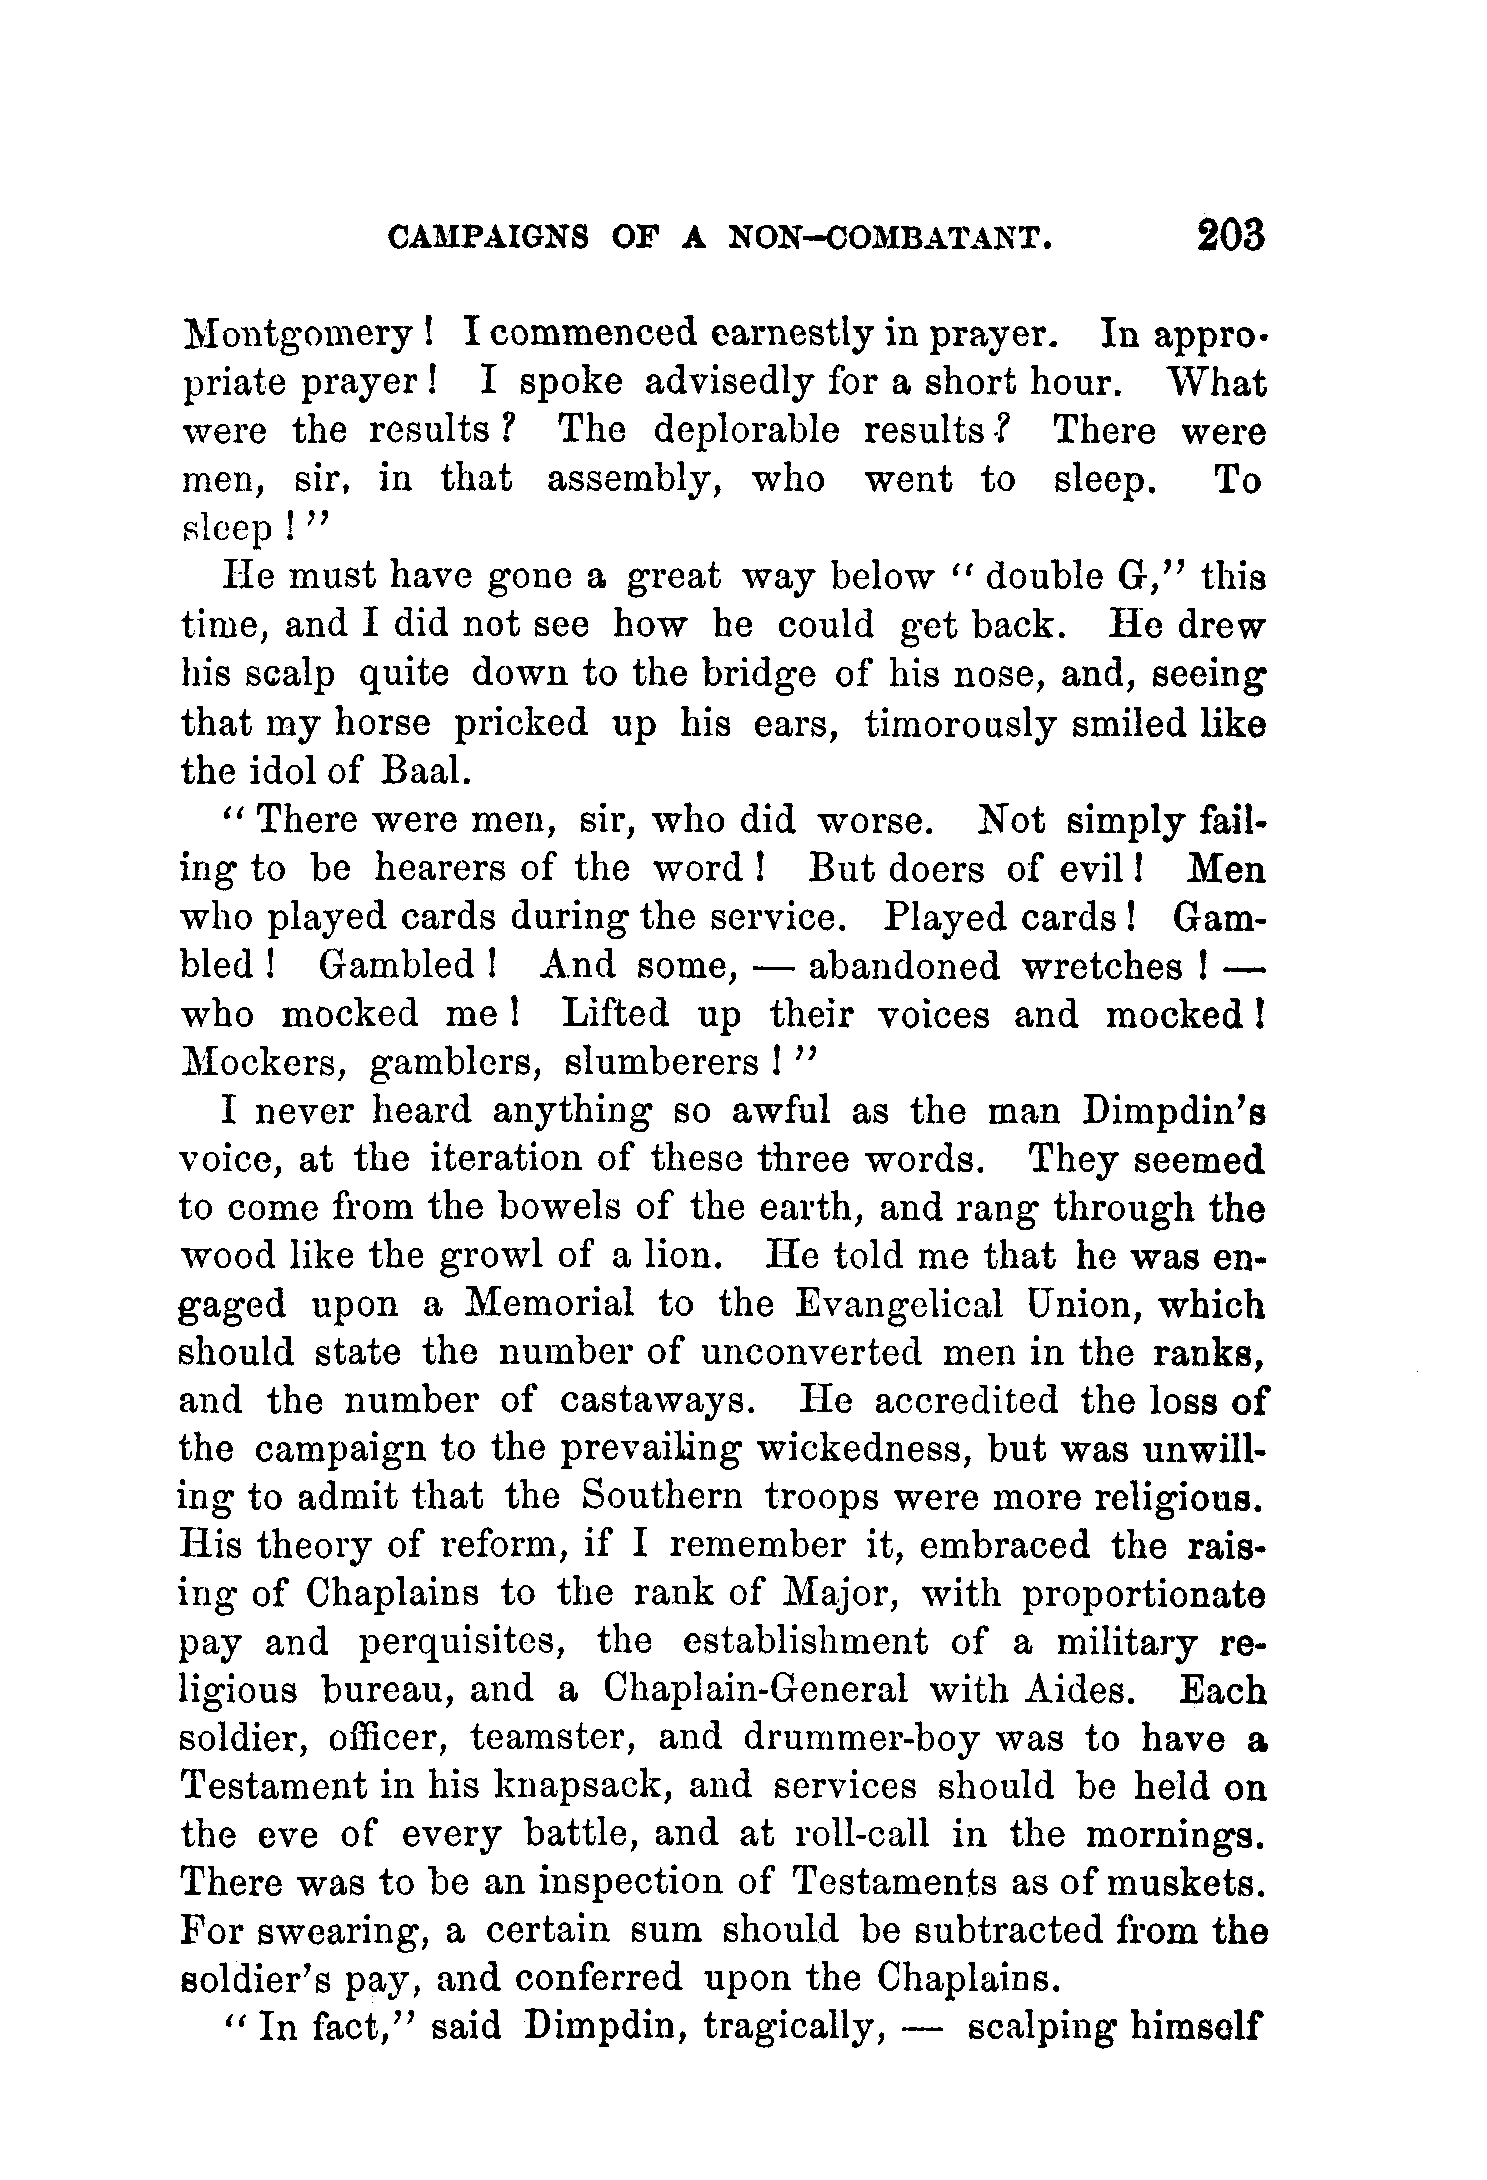 CAMPAIGNS OF A NON-COMBATANT. 203
Montgomery! I commenced earnestly in prayer. In appro-
priate prayer! I spoke advisedly for a short hour. What
were the results? The deplorable results? There were
men, sir, in that assembly, who went to sleep. To
sleep!"
He must have gone a great way below "double G," this
time, and I did not see how he could get back. He drew
his scalp quite down to the bridge of his nose, and, seeing
that my horse pricked up his ears, timorously smiled like
the idol of Baal.
"There were men, sir, who did worse. Not simply fail-
ing to be hearers of the word! But doers of evil! Men
who played cards during the service. Played cards! Gam-
bled! Gambled! And some, — abandoned wretches! —
who mocked me! Lifted up their voices and mocked!
Mockers, gamblers, slumberers!"
I never heard anything so awful as the man Dimpdin's
voice, at the iteration of these three words. They seemed
to come from the bowels of the earth, and rang through the
wood like the growl of a lion. He told me that he was en-
gaged upon a Memorial to the Evangelical Union, which
should state the number of unconverted men in the ranks,
and the number of castaways. He accredited the loss of
the campaign to the prevailing wickedness, but was unwill-
ing to admit that the Southern troops were more religious.
His theory of reform, if I remember it, embraced the rais-
ing of Chaplains to the rank of Major, with proportionate
pay and perquisites, the establishment of a military re-
ligious bureau, and a Chaplain-General with Aides. Each
soldier, officer, teamster, and drummer-boy was to have a
Testament in his knapsack, and services should be held on
the eve of every battle, and at roll-call in the mornings.
There was to be an inspection of Testaments as of muskets.
For swearing, a certain sum should be subtracted from the
soldier's pay, and conferred upon the Chaplains.
"In fact," said Dimpdin, tragically, — scalping himself